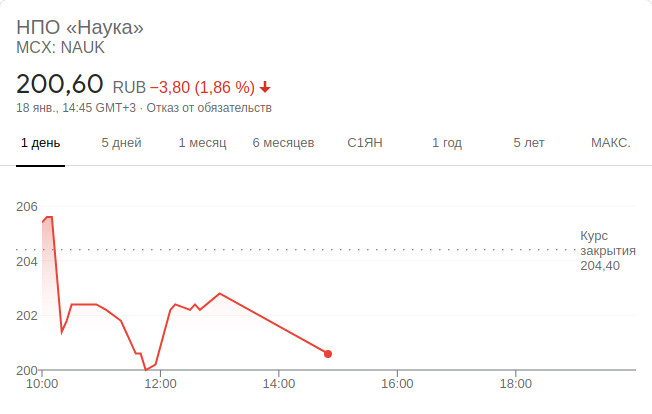 НПО «Наука»
MCX: NAUK
200,60 RUB −3,80 (1,86 %)
18 янв., 14:45 GMT+3 · Отказ от обязательств
1 день 5 дней 1 месяц 6 месяцев С1ЯН 1 год 5 лет МАКС.
206
Курс
закрытия
204,40
204
202
200
10:00 12:00 14:00 16:00 18:00